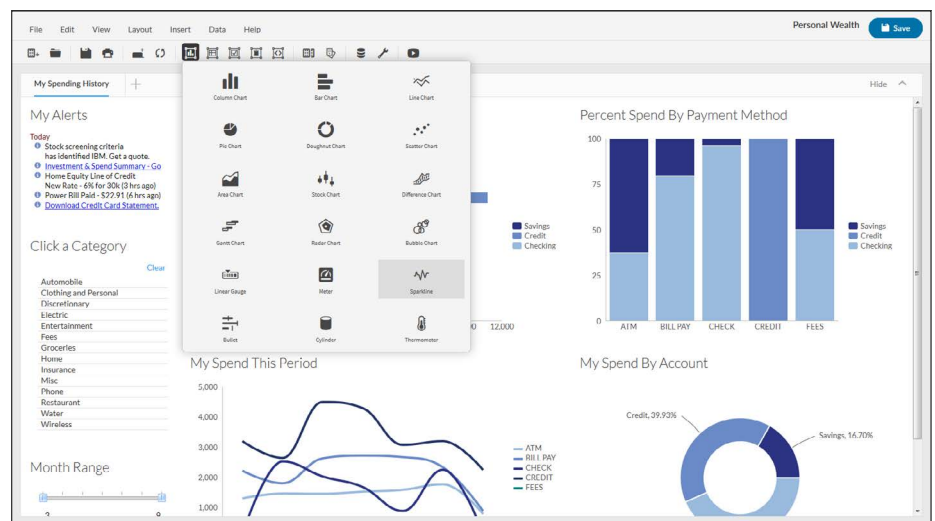 File Edit View Layout Insert Data Help
Personal Wealth
Save
My Spending History
Hide
My Alerts
Today
Stock screening criteria
has identified IBM. Get a quote.
Investment & Spend Summary - Go
Home Equity Line of Credit
New Rate - 6% for 30k (3 hrs ago)
Power Bill Paid - $22.91 (6 hrs ago)
Download Credit Card Statement.
Click a Category
Clear
Automobile
Clothing and Personal
Discretionary
Electric
Entertainment
Fees
Groceries
Home
Insurance
Misc
Phone
Restaurant
Water
Wireless
Month Range
3 9
Column Chart Bar Chart Line Chart
Pie Chart Doughnut Chart Scatter Chart
Area Chart Stock Chart Difference Chart
Gantt Chart Radar Chart Bubble Chart
Linear Gauge Meter Sparkline
Bullet Cylinder Thermometer
Savings
Credit
Checking
12,000
Percent Spend By Payment Method
100
75
50
25
0
ATM BILL PAY CHECK CREDIT FEES
Savings
Credit
Checking
My Spend This Period
5,000
4,000
3,000
2,000
1,000
ATM
BILL PAY
CHECK
CREDIT
FEES
My Spend By Account
Credit, 39.93%
Savings, 16.70%